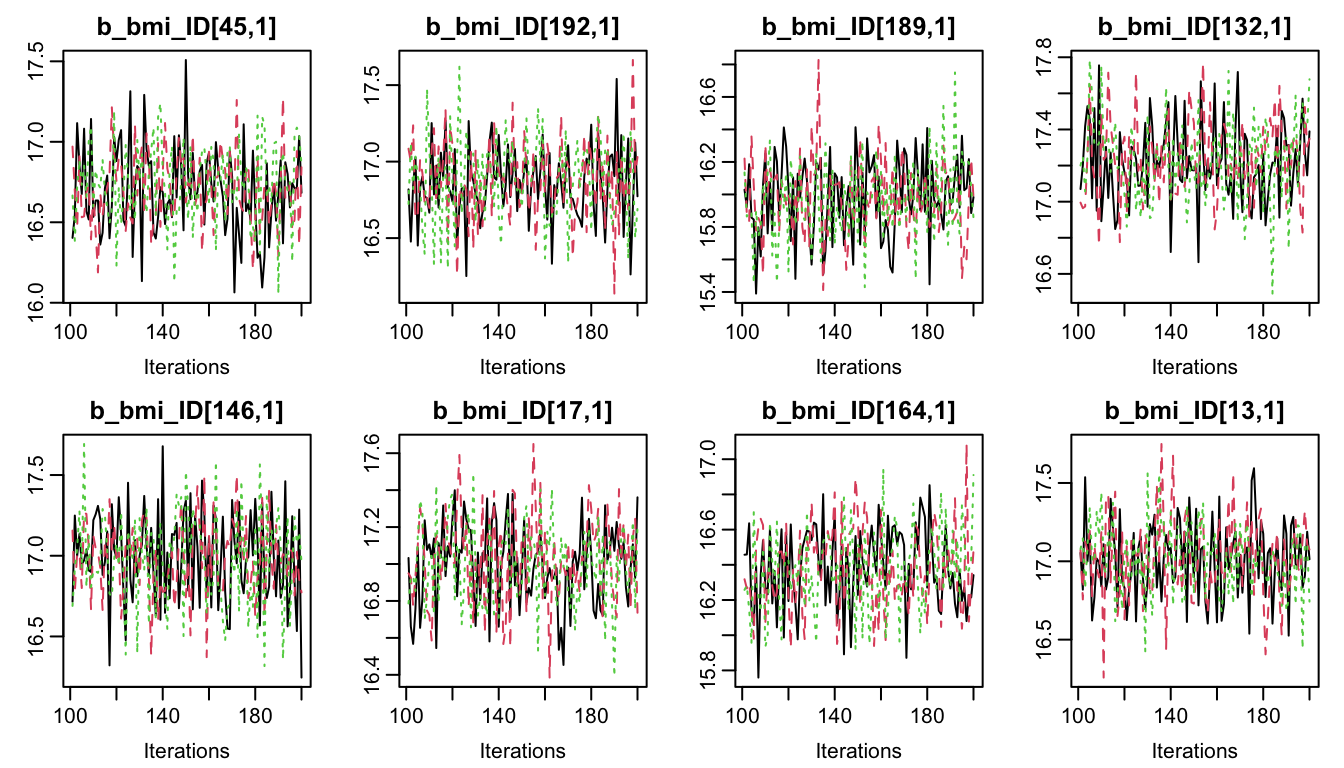 b_bmi_ID[45,1] b_bmi_ID[192,1] b_bmi_ID[189,1] b_bmi_ID[132,1]
17.5 17.0 16.5 16.0
17.5 17.0 16.5
16.6 16.2 15.8 15.4
17.8 17.4 17.0 16.6
100 140 180 100 140 180 100 140 180 100 140 180
Iterations Iterations Iterations Iterations
b_bmi_ID[146,1] b_bmi_ID[17,1] b_bmi_ID[164,1] b_bmi_ID[13,1]
17.5 17.0 16.5
17.6 17.2 16.8 16.4
17.0 16.6 16.2 15.8
17.5 17.0 16.5
100 140 180 100 140 180 100 140 180 100 140 180
Iterations Iterations Iterations Iterations